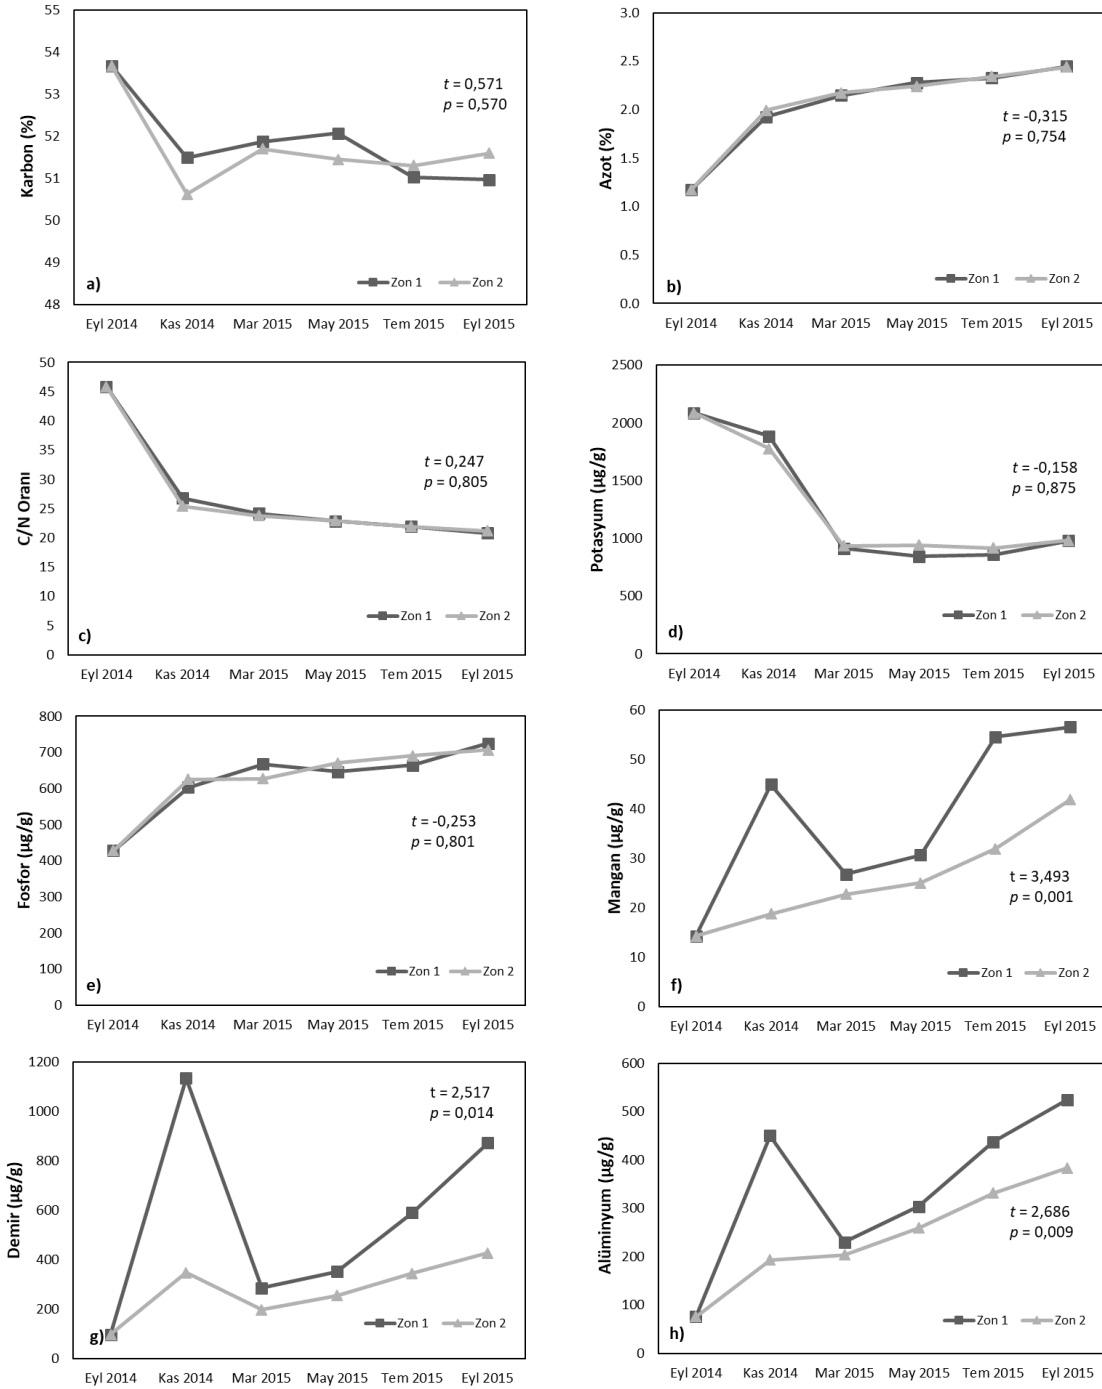 Karbon (%)
56
55
54
53
52
51
50
49
48
t = 0,571
p = 0,570
a)
Zon 1 Zon 2
Eyl 2014 Kas 2014 Mar 2015 May 2015 Tem 2015 Eyl 2015
Azot (%)
3.0
2.5
2.0
1.5
1.0
0.5
0.0
t = -0,315
p = 0,754
b)
Zon 1 Zon 2
Eyl 2014 Kas 2014 Mar 2015 May 2015 Tem 2015 Eyl 2015
C/N Oranı
50
45
40
35
30
25
20
15
10
5
0
t = 0,247
p = 0,805
c)
Zon 1 Zon 2
Eyl 2014 Kas 2014 Mar 2015 May 2015 Tem 2015 Eyl 2015
Potasyum (µg/g)
2500
2000
1500
1000
500
0
t = -0,158
p = 0,875
d)
Zon 1 Zon 2
Eyl 2014 Kas 2014 Mar 2015 May 2015 Tem 2015 Eyl 2015
Fosfor (µg/g)
800
700
600
500
400
300
200
100
0
t = -0,253
p = 0,801
e)
Zon 1 Zon 2
Eyl 2014 Kas 2014 Mar 2015 May 2015 Tem 2015 Eyl 2015
Mangan (µg/g)
60
50
40
30
20
10
0
t = 3,493
p = 0,001
f)
Zon 1 Zon 2
Eyl 2014 Kas 2014 Mar 2015 May 2015 Tem 2015 Eyl 2015
Demir (µg/g)
1200
1000
800
600
400
200
0
t = 2,517
p = 0,014
g)
Zon 1 Zon 2
Eyl 2014 Kas 2014 Mar 2015 May 2015 Tem 2015 Eyl 2015
Alüminyum (µg/g)
600
500
400
300
200
100
0
t = 2,686
p = 0,009
h)
Zon 1 Zon 2
Eyl 2014 Kas 2014 Mar 2015 May 2015 Tem 2015 Eyl 2015